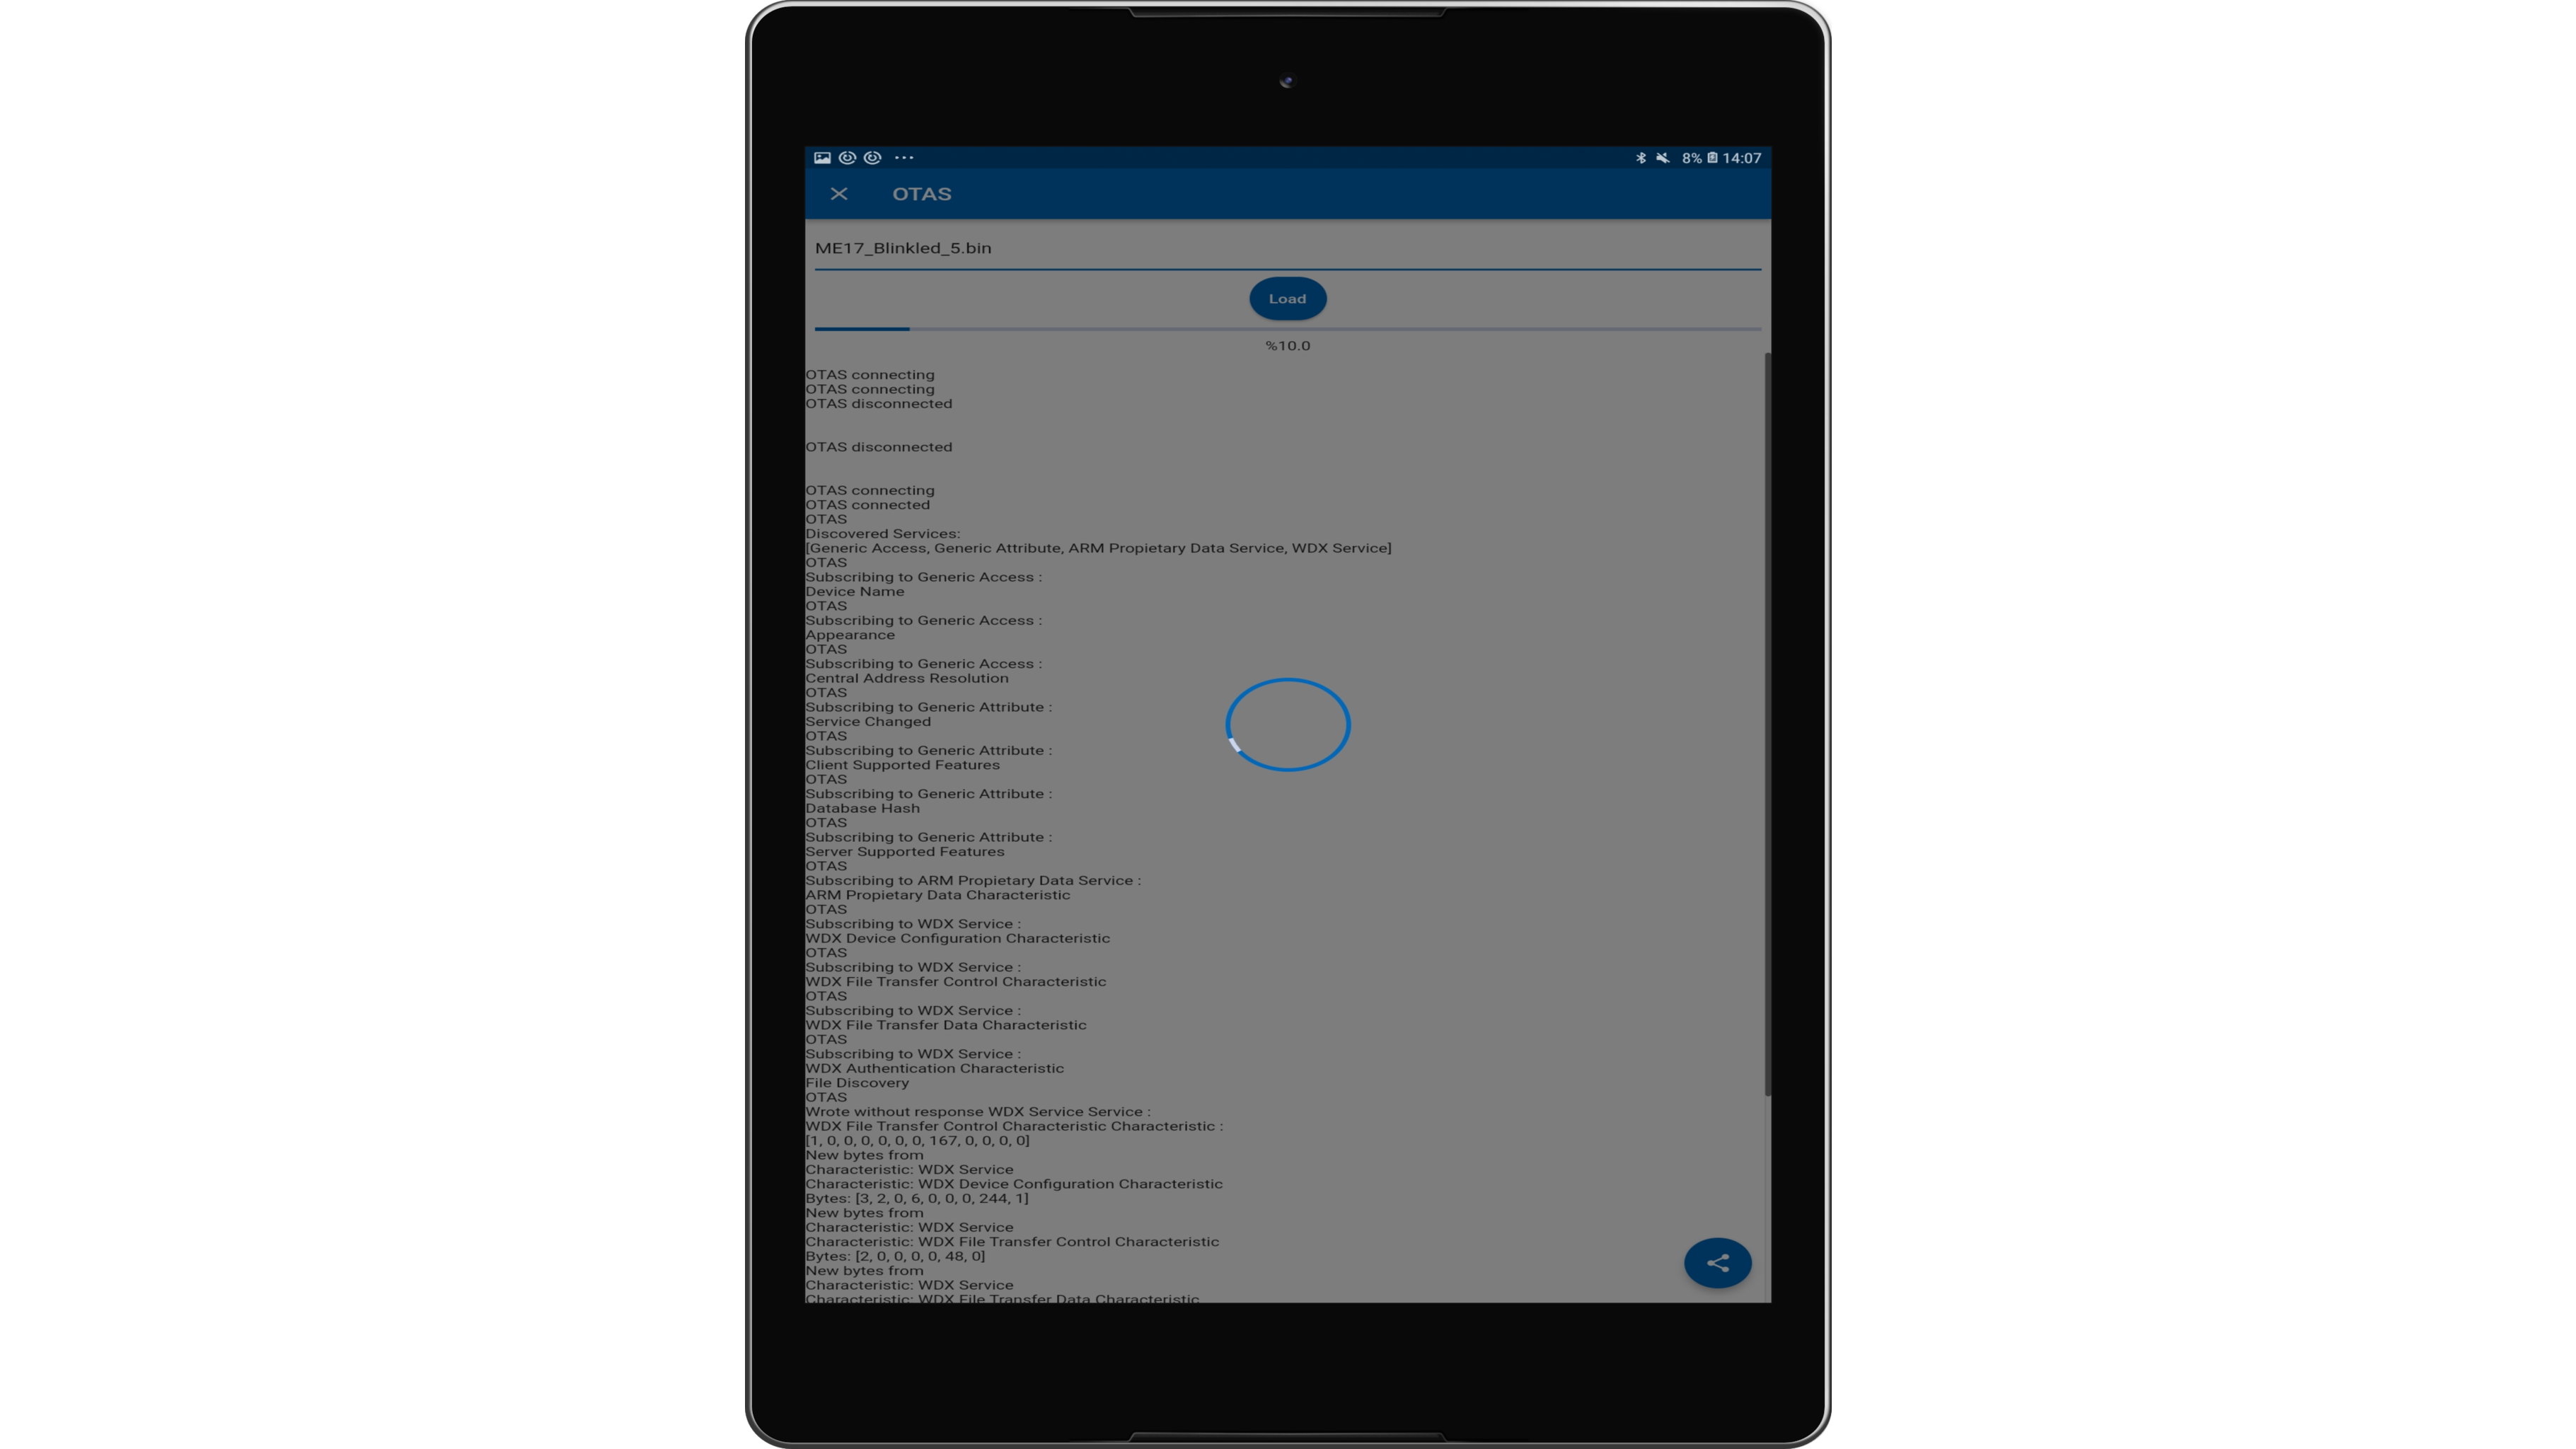 8% 14:07
OTAS
ME17_Blinkled_5.bin
Load
%10.0
OTAS connecting
OTAS connecting
OTAS disconnected
OTAS disconnected
OTAS connecting
OTAS connected
OTAS
Discovered Services:
[Generic Access, Generic Attribute, ARM Propietary Data Service, WDX Service]
OTAS
Subscribing to Generic Access :
Device Name
OTAS
Subscribing to Generic Access :
Appearance
OTAS
Subscribing to Generic Access :
Central Address Resolution
OTAS
Subscribing to Generic Attribute :
Service Changed
OTAS
Subscribing to Generic Attribute :
Client Supported Features
OTAS
Subscribing to Generic Attribute :
Database Hash
OTAS
Subscribing to Generic Attribute :
Server Supported Features
OTAS
Subscribing to ARM Propietary Data Service :
ARM Propietary Data Characteristic
OTAS
Subscribing to WDX Service :
WDX Device Configuration Characteristic
OTAS
Subscribing to WDX Service :
WDX File Transfer Control Characteristic
OTAS
Subscribing to WDX Service :
WDX File Transfer Data Characteristic
OTAS
Subscribing to WDX Service :
WDX Authentication Characteristic
File Discovery
OTAS
Wrote without response WDX Service Service :
WDX File Transfer Control Characteristic Characteristic :
[1, 0, 0, 0, 0, 0, 0, 167, 0, 0, 0, 0]
New bytes from
Characteristic: WDX Service
Characteristic: WDX Device Configuration Characteristic
Bytes: [3, 2, 0, 6, 0, 0, 0, 244, 1]
New bytes from
Characteristic: WDX Service
Characteristic: WDX File Transfer Control Characteristic
Bytes: [2, 0, 0, 0, 0, 48, 0]
New bytes from
Characteristic: WDX Service
Characteristic: WDX File Transfer Data Characteristic